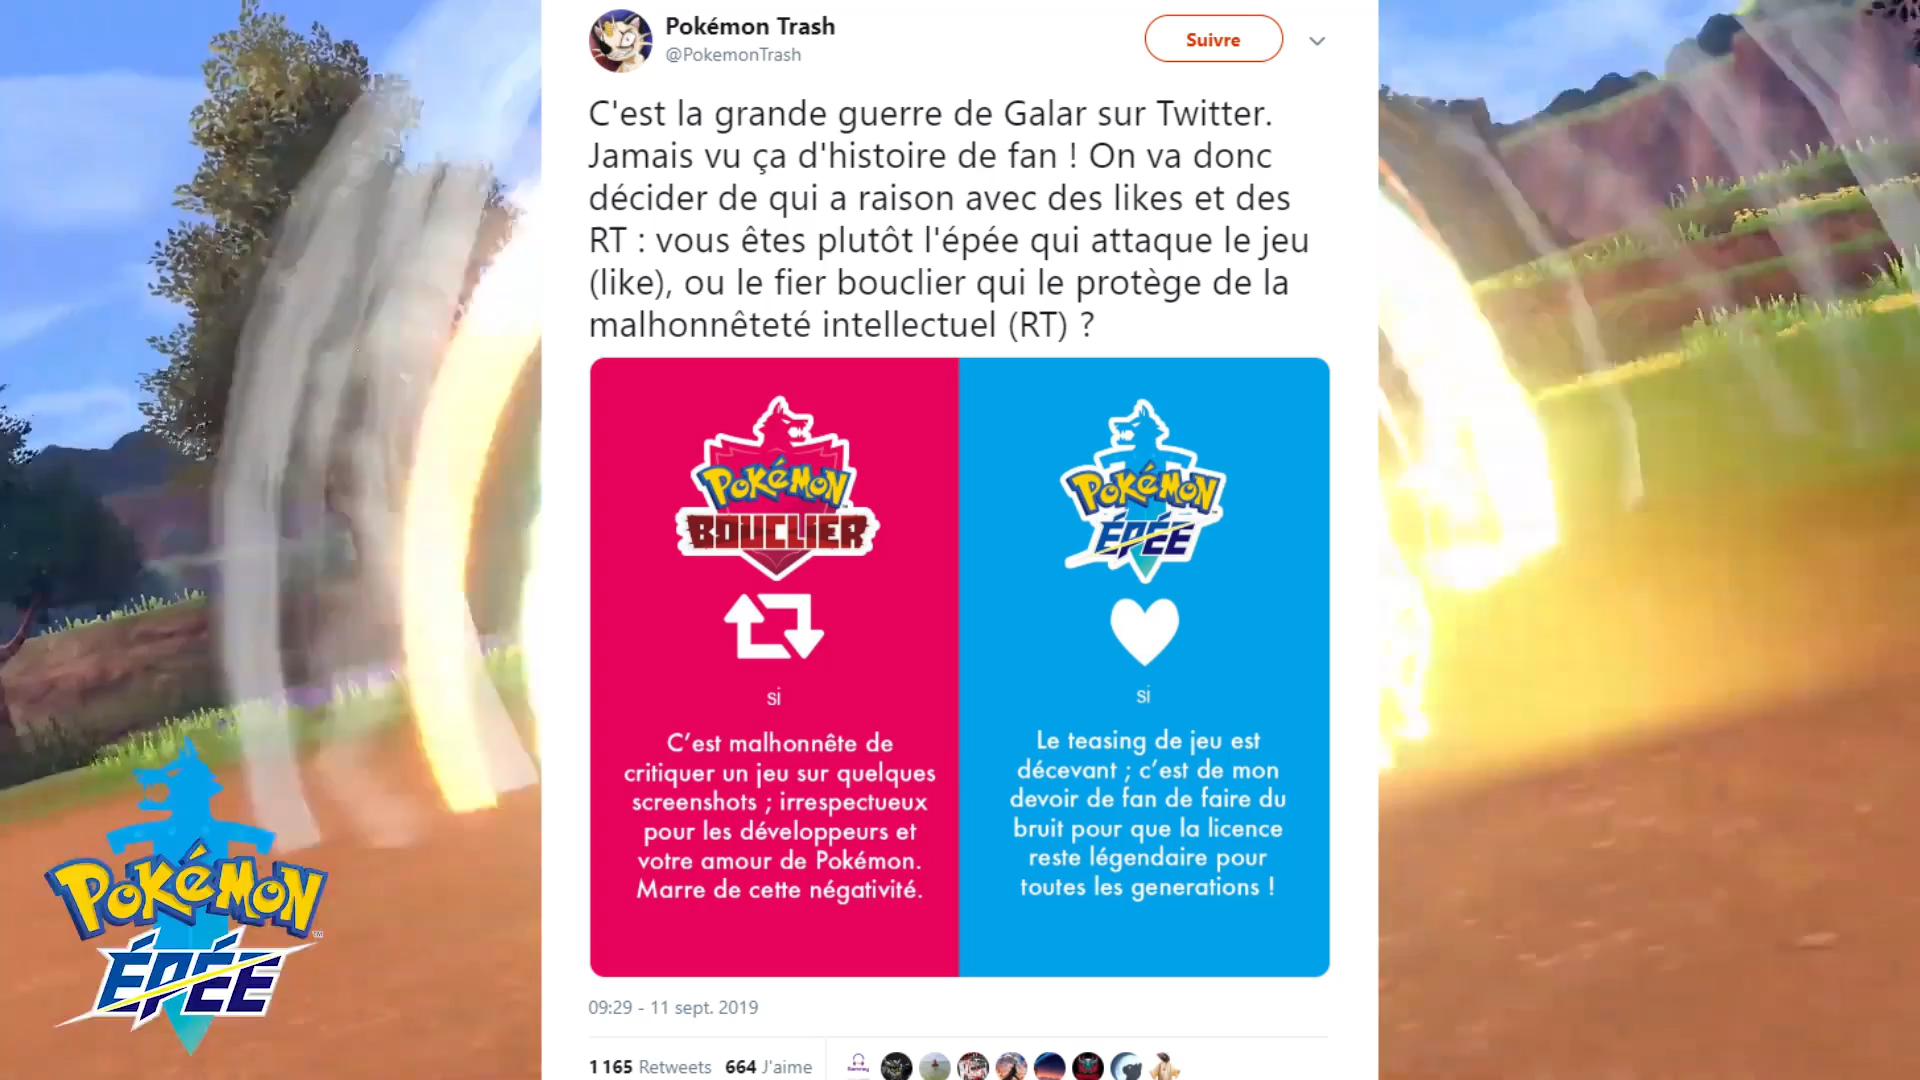 Pokémon Trash
@PokemonTrash
Suivre
C'est la grande guerre de Galar sur Twitter.
Jamais vu ça d'histoire de fan ! On va donc
décider de qui a raison avec des likes et des
RT : vous êtes plutôt l'épée qui attaque le jeu
(like), ou le fier bouclier qui le protège de la
malhonnêteté intellectuel (RT) ?
POKéMON
BOUCLIER
si
C’est malhonnête de
critiquer un jeu sur quelques
screenshots ; irrespectueux
pour les développeurs et
votre amour de Pokémon.
Marre de cette négativité.
POKéMON
ÉPÉE
si
Le teasing de jeu est
décevant ; c’est de mon
devoir de fan de faire du
bruit pour que la licence
reste légendaire pour
toutes les generations !
09:29 - 11 sept. 2019
1 165 Retweets 664 J'aime
POKéMON
TM
ÉPÉE